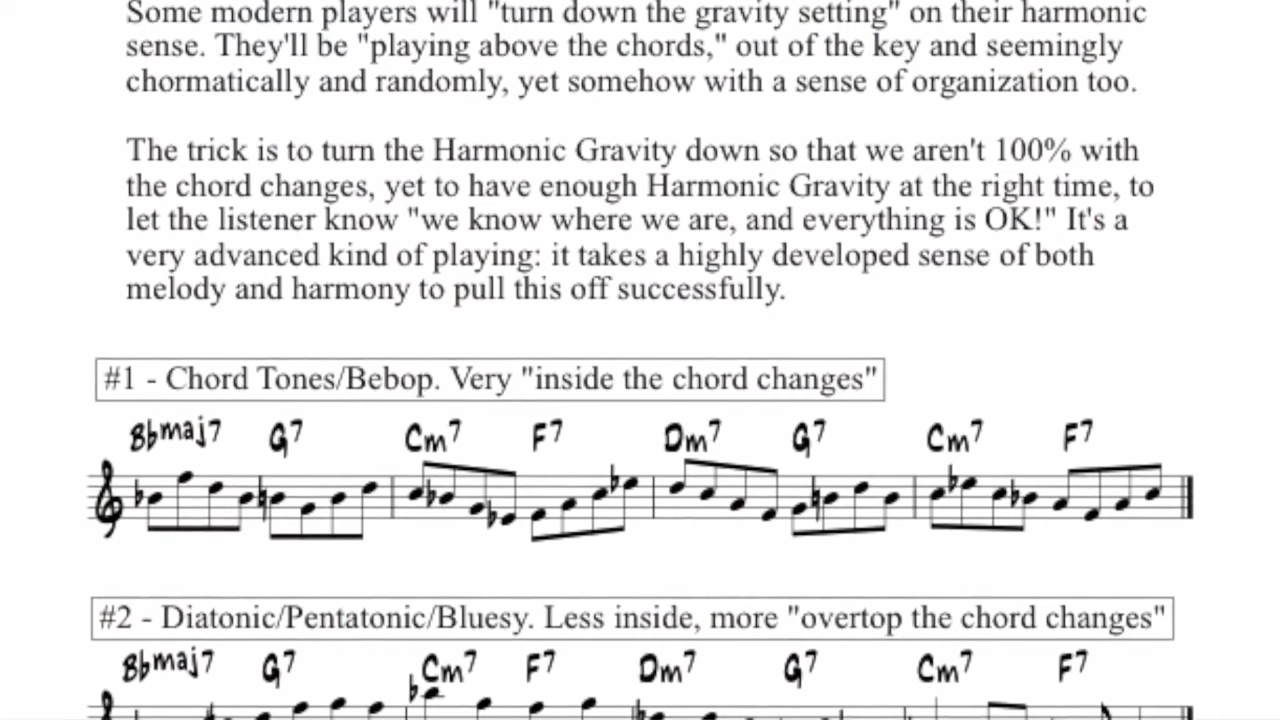 Some modern players will "turn down the gravity setting" on their harmonic
sense. They'll be "playing above the chords," out of the key and seemingly
chormatically and randomly, yet somehow with a sense of organization too.
The trick is to turn the Harmonic Gravity down so that we aren't 100% with
the chord changes, yet to have enough Harmonic Gravity at the right time, to
let the listener know "we know where we are, and everything is OK!" It's a
very advanced kind of playing: it takes a highly developed sense of both
melody and harmony to pull this off successfully.
#1 - Chord Tones/Bebop. Very "inside the chord changes"
B♭maj7 G7 Cm7 F7 Dm7 G7 Cm7 F7
#2 - Diatonic/Pentatonic/Bluesy. Less inside, more "overtop the chord changes"
B♭maj7 G7 Cm7 F7 Dm7 G7 Cm7 F7